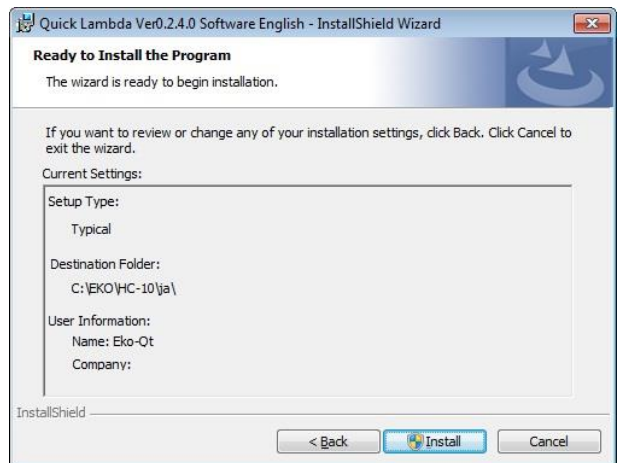 Quick Lambda Ver0.2.4.0 Software English - InstallShield Wizard
Ready to Install the Program
The wizard is ready to begin installation.
If you want to review or change any of your installation settings, click Back. Click Cancel to
exit the wizard.
Current Settings:
Setup Type:
Typical
Destination Folder:
C:\EKO\HC-10\ja\
User Information:
Name: Eko-Qt
Company:
InstallShield
< Back
Install
Cancel